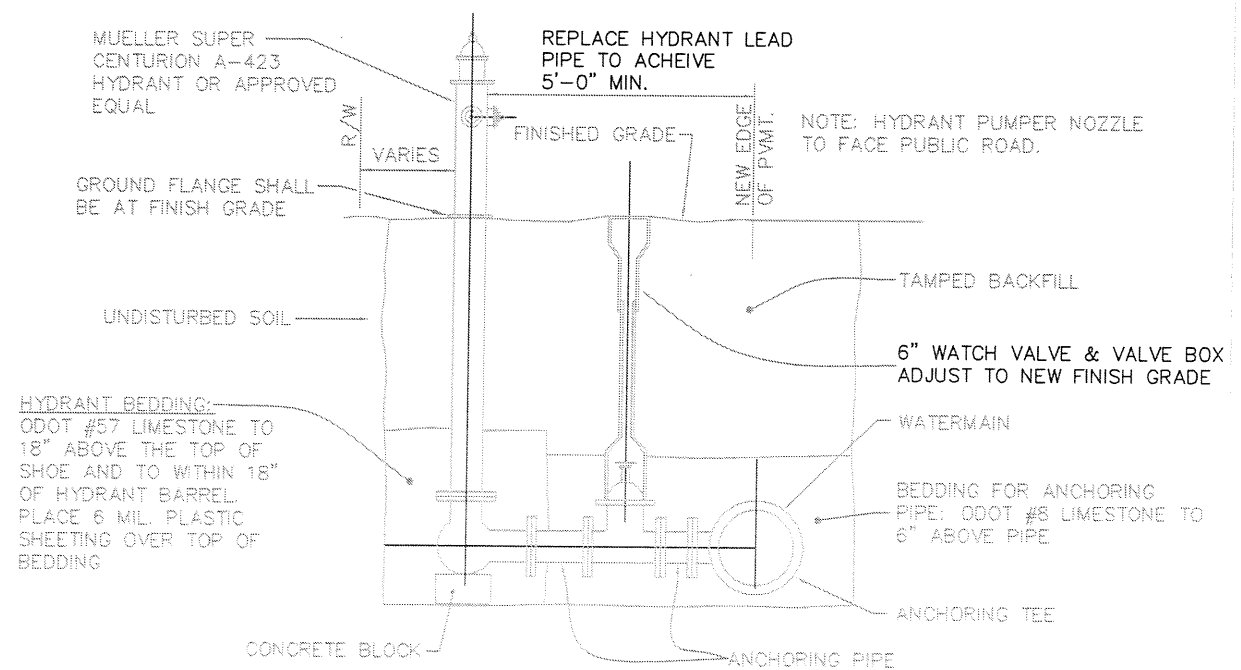 MUELLER SUPER
CENTURION A-423
HYDRANT OR APPROVED
EQUAL
REPLACE HYDRANT LEAD
PIPE TO ACHEIVE
5'-0" MIN.
R/W
VARIES
FINISHED GRADE
NEW EDGE
OF PVMT.
NOTE: HYDRANT PUMPER NOZZLE
TO FACE PUBLIC ROAD.
GROUND FLANGE SHALL
BE AT FINISH GRADE
TAMPED BACKFILL
UNDISTURBED SOIL
6" WATCH VALVE & VALVE BOX
ADJUST TO NEW FINISH GRADE
HYDRANT BEDDING:
ODOT #57 LIMESTONE TO
18" ABOVE THE TOP OF
SHOE AND TO WITHIN 18"
OF HYDRANT BARREL.
PLACE 6 MIL. PLASTIC
SHEETING OVER TOP OF
BEDDING
WATERMAIN
BEDDING FOR ANCHORING
PIPE: ODOT #8 LIMESTONE TO
6" ABOVE PIPE
ANCHORING TEE
CONCRETE BLOCK
ANCHORING PIPE